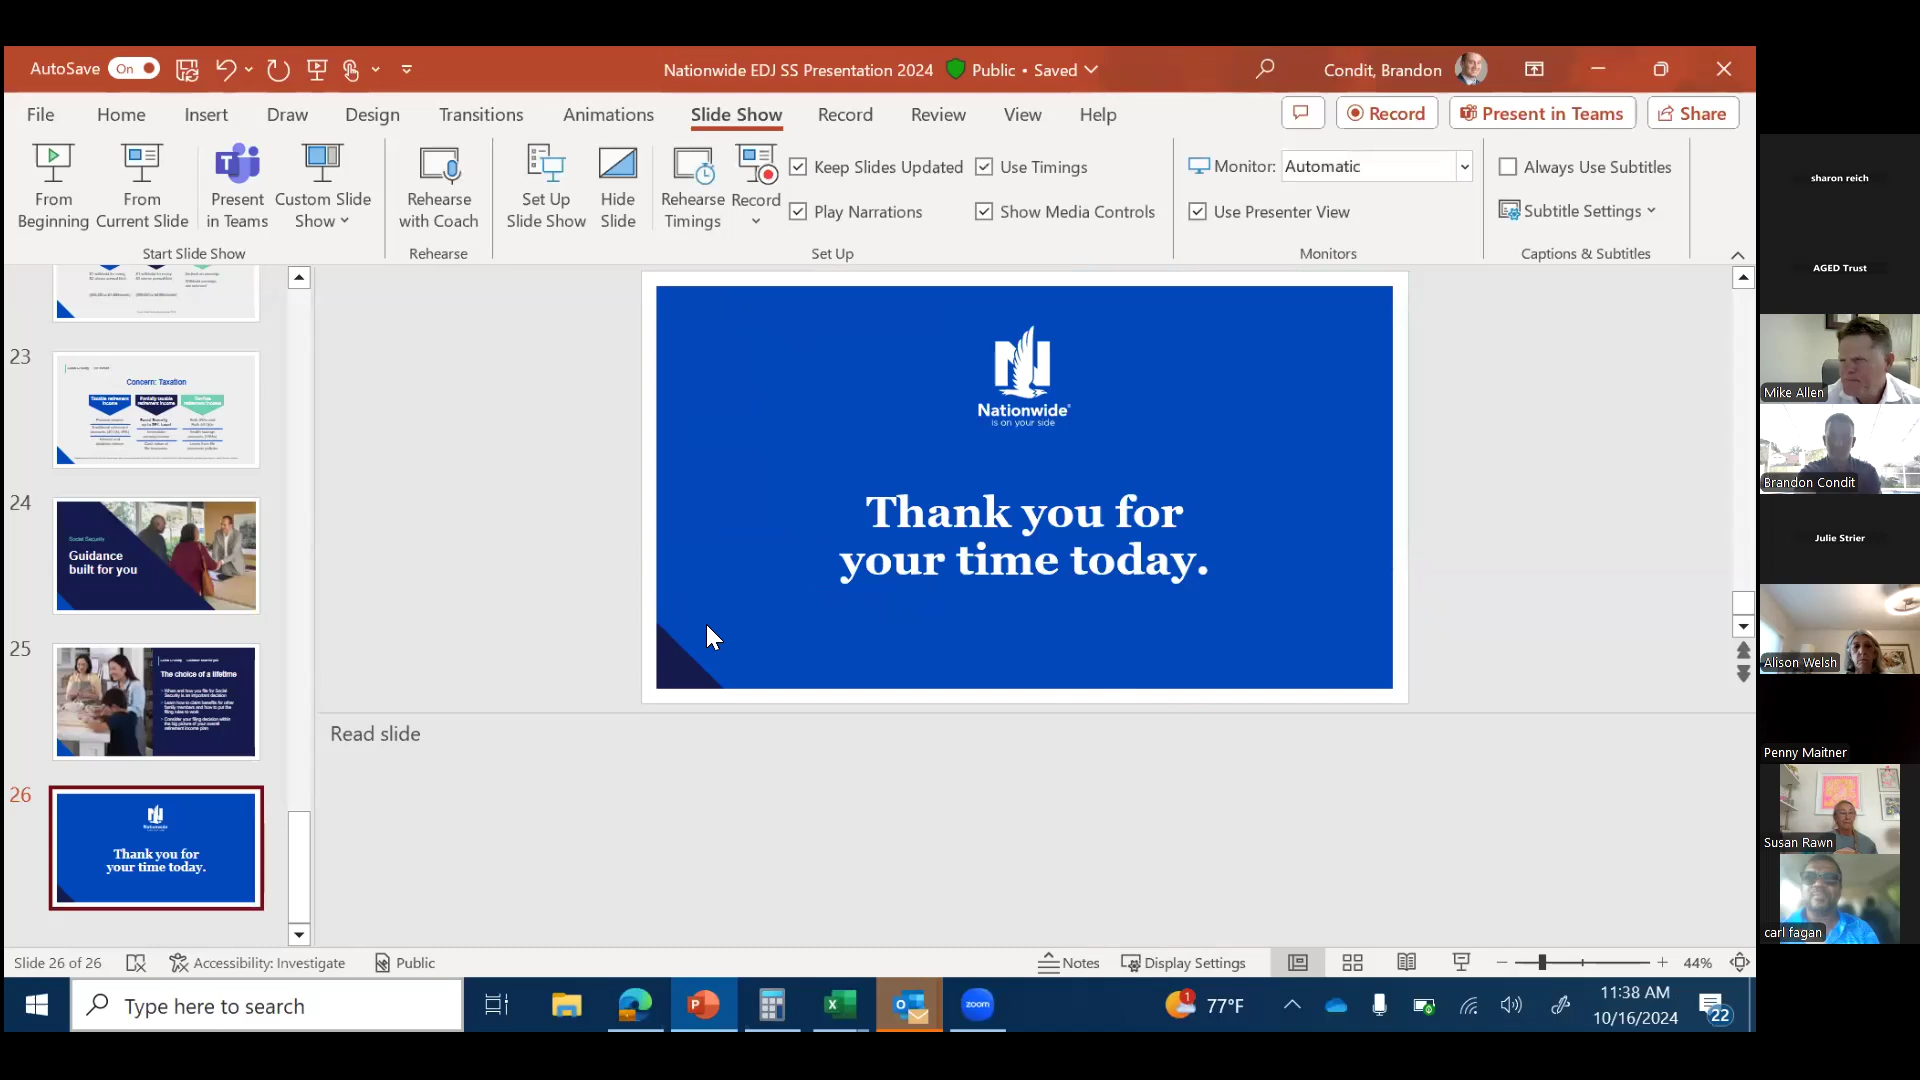 AutoSave On
Nationwide EDJ SS Presentation 2024 Public • Saved
Condit, Brandon
File Home Insert Draw Design Transitions Animations Slide Show Record Review View Help
Record Present in Teams Share
From Beginning
From Current Slide
Present in Teams
Custom Slide Show
Start Slide Show
Rehearse with Coach
Rehearse
Set Up Slide Show
Hide Slide
Rehearse Timings
Record
Keep Slides Updated
Play Narrations
Use Timings
Show Media Controls
Set Up
Monitor: Automatic
Use Presenter View
Monitors
Always Use Subtitles
Subtitle Settings
Captions & Subtitles
23
Concern: Taxation
24
Social Security
Guidance
built for you
25
The choice of a lifetime
26
Nationwide
Thank you for
your time today.
Nationwide®
is on your side
Thank you for
your time today.
Read slide
Slide 26 of 26
Accessibility: Investigate
Public
Notes
Display Settings
44%
Type here to search
zoom
1
77°F
11:38 AM
10/16/2024
22
sharon reich
AGED Trust
Mike Allen
Brandon Condit
Julie Strier
Alison Welsh
Penny Maitner
Susan Rawn
carl fagan